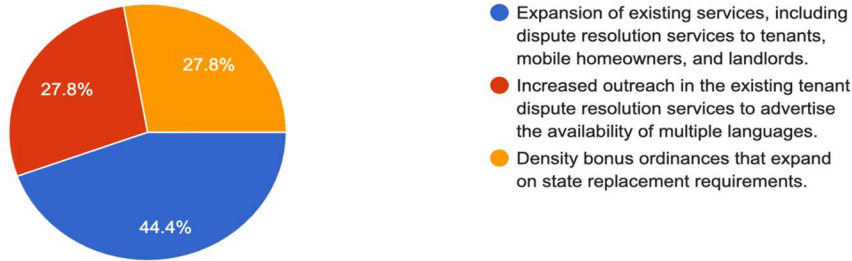 27.8%
27.8%
44.4%
Expansion of existing services, including
dispute resolution services to tenants,
mobile homeowners, and landlords.
Increased outreach in the existing tenant
dispute resolution services to advertise
the availability of multiple languages.
Density bonus ordinances that expand
on state replacement requirements.